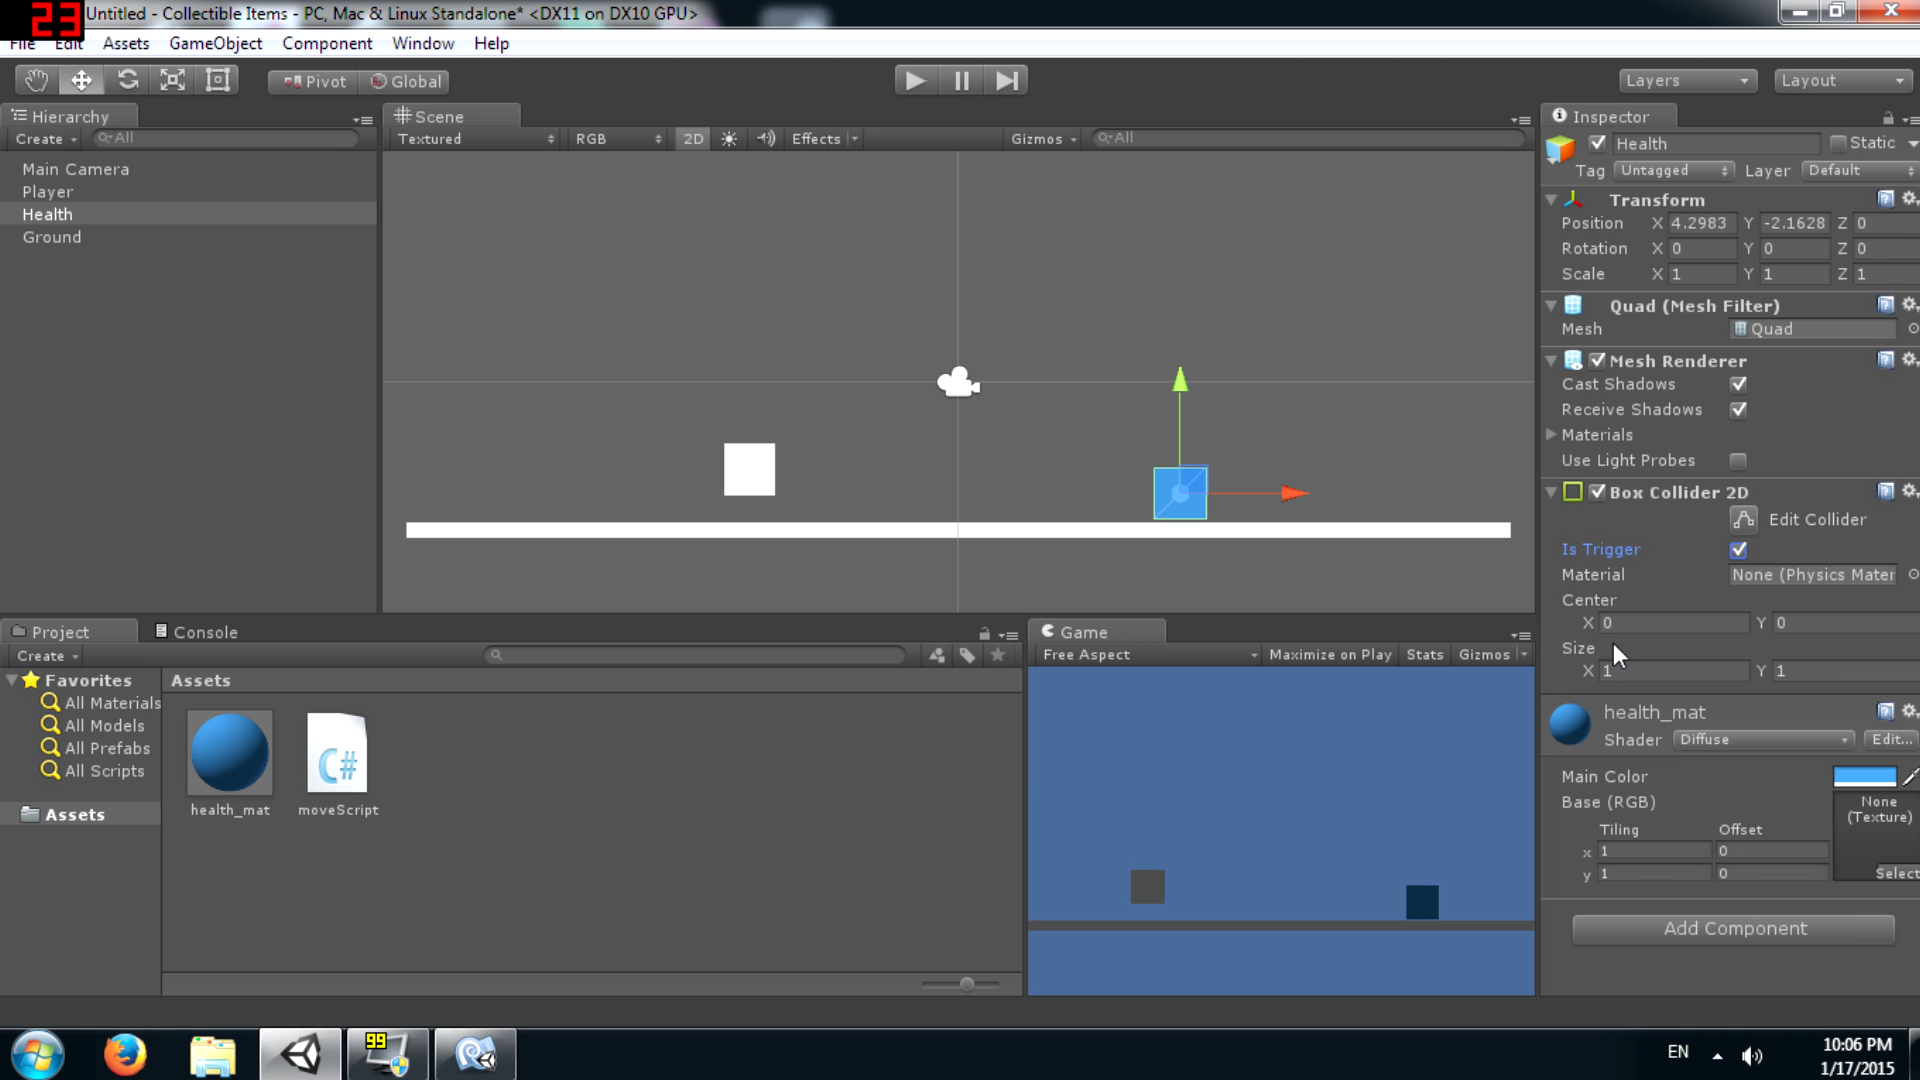 23
Untitled - Collectible Items - PC, Mac & Linux Standalone* <DX11 on DX10 GPU>
File Edit Assets GameObject Component Window Help
Pivot Global Layers Layout
Hierarchy
Create All
Main Camera
Player
Health
Ground
Scene
Textured RGB 2D Effects Gizmos All
Inspector
Health Static
Tag Untagged Layer Default
Transform
Position X 4.2983 Y -2.1628 Z 0
Rotation X 0 Y 0 Z 0
Scale X 1 Y 1 Z 1
Quad (Mesh Filter)
Mesh Quad
Mesh Renderer
Cast Shadows
Receive Shadows
Materials
Use Light Probes
Box Collider 2D
Edit Collider
Is Trigger
Material None (Physics Mater
Center
X 0 Y 0
Size
X 1 Y 1
health_mat
Shader Diffuse Edit...
Main Color
Base (RGB) None
(Texture)
Tiling Offset
x 1 0
y 1 0
Select
Add Component
Project Console
Create
Favorites
All Materials
All Models
All Prefabs
All Scripts
Assets
Assets
health_mat
moveScript
C#
Game
Free Aspect Maximize on Play Stats Gizmos
99
EN
10:06 PM
1/17/2015